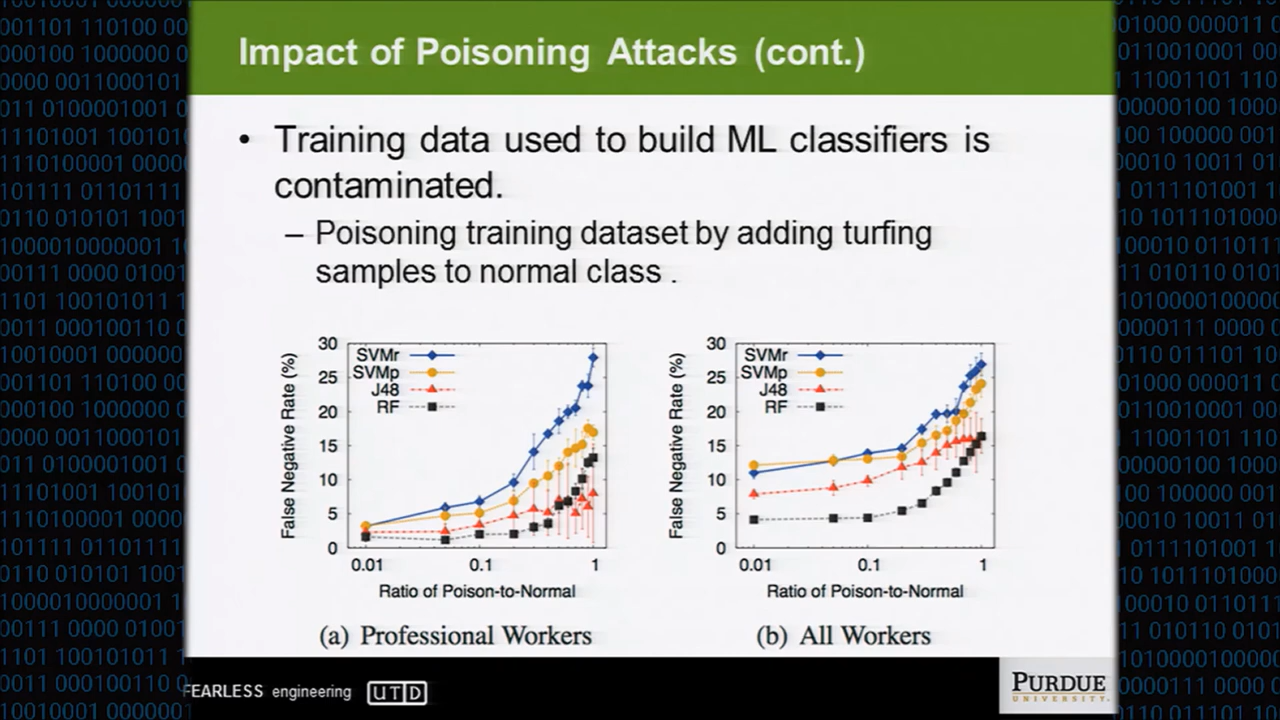 Impact of Poisoning Attacks (cont.)
• Training data used to build ML classifiers is
contaminated.
– Poisoning training dataset by adding turfing
samples to normal class .
30
25
20
15
10
5
0
False Negative Rate (%)
SVMr
SVMp
J48
RF
0.01 0.1 1
Ratio of Poison-to-Normal
(a) Professional Workers
30
25
20
15
10
5
0
False Negative Rate (%)
SVMr
SVMp
J48
RF
0.01 0.1 1
Ratio of Poison-to-Normal
(b) All Workers
FEARLESS engineering UTD
PURDUE
UNIVERSITY